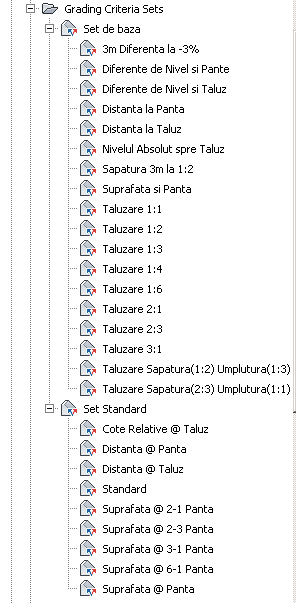 Grading Criteria Sets
Set de baza
3m Diferenta la -3%
Diferente de Nivel si Pante
Diferente de Nivel si Taluz
Distanta la Panta
Distanta la Taluz
Nivelul Absolut spre Taluz
Sapatura 3m la 1:2
Suprafata si Panta
Taluzare 1:1
Taluzare 1:2
Taluzare 1:3
Taluzare 1:4
Taluzare 1:6
Taluzare 2:1
Taluzare 2:3
Taluzare 3:1
Taluzare Sapatura(1:2) Umplutura(1:3)
Taluzare Sapatura(2:3) Umplutura(1:1)
Set Standard
Cote Relative @ Taluz
Distanta @ Panta
Distanta @ Taluz
Standard
Suprafata @ 2-1 Panta
Suprafata @ 2-3 Panta
Suprafata @ 3-1 Panta
Suprafata @ 6-1 Panta
Suprafata @ Panta